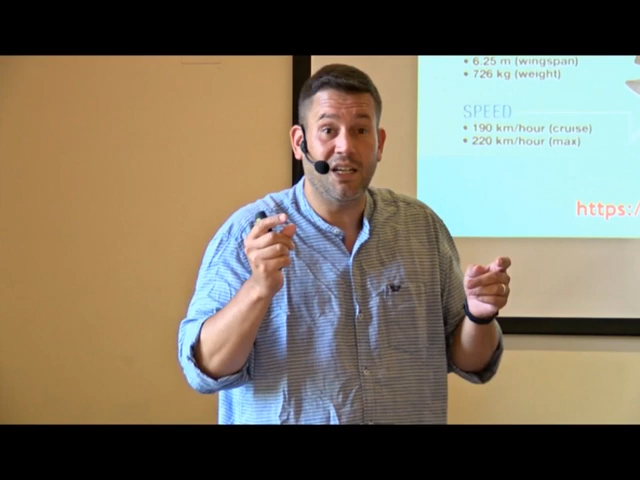 • 6.25 m (wingspan)
• 726 kg (weight)
SPEED
• 190 km/hour (cruise)
• 220 km/hour (max)
https:/